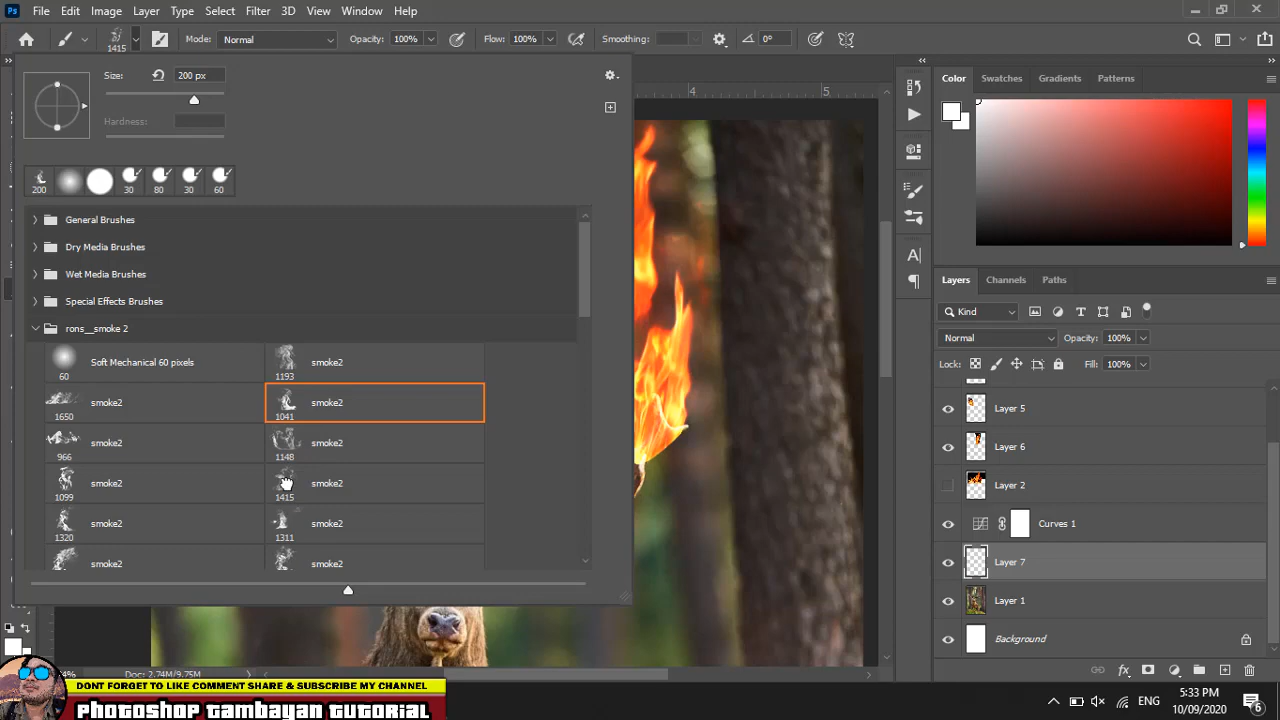 Ps File Edit Image Layer Type Select Filter 3D View Window Help
1415 Mode: Normal Opacity: 100% Flow: 100% Smoothing: 0°
Size: 200 px
Hardness:
200 30 80 30 60
General Brushes
Dry Media Brushes
Wet Media Brushes
Special Effects Brushes
rons__smoke 2
Soft Mechanical 60 pixels smoke2
60 1193
smoke2 smoke2
1650 1041
smoke2 smoke2
966 1148
smoke2 smoke2
1099 1415
smoke2 smoke2
1320 1311
smoke2 smoke2
4 5
Color Swatches Gradients Patterns
Layers Channels Paths
Kind
Normal Opacity: 100%
Lock: Fill: 100%
Layer 5
Layer 6
Layer 2
Curves 1
Layer 7
Layer 1
Background
Doc: 2.74M/9.75M
DONT FORGET TO LIKE COMMENT SHARE & SUBSCRIBE MY CHANNEL
PHOTOSHOP TAMBAYAN TUTORIAL
ENG 5:33 PM
10/09/2020 6